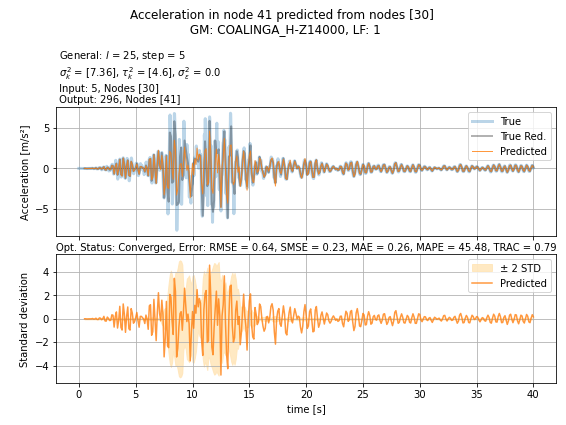 Acceleration in node 41 predicted from nodes [30]
GM: COALINGA_H-Z14000, LF: 1
General: l = 25, step = 5
σ²ₖ = [7.36], τ²ₖ = [4.6], σ²ₑ = 0.0
Input: 5, Nodes [30]
Output: 296, Nodes [41]
Acceleration [m/s²]
5
0
−5
True
True Red.
Predicted
Opt. Status: Converged, Error: RMSE = 0.64, SMSE = 0.23, MAE = 0.26, MAPE = 45.48, TRAC = 0.79
Standard deviation
4
2
0
−2
−4
± 2 STD
Predicted
0 5 10 15 20 25 30 35 40
time [s]